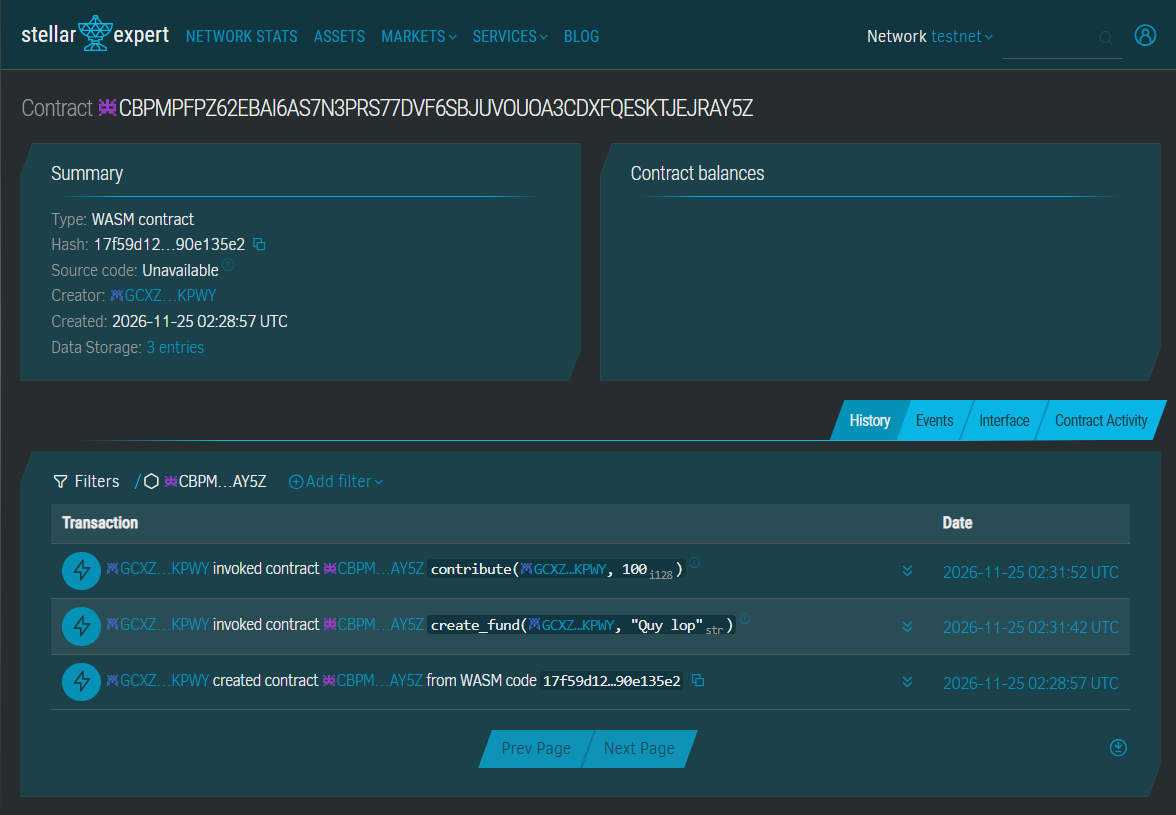 stellar expert NETWORK STATS ASSETS MARKETS SERVICES BLOG Network testnet
Contract CBPMPFPZ62EBAI6AS7N3PRS77DVF6SBJUVOUOA3CDXFQESKTJEJRAY5Z
Summary
Type: WASM contract
Hash: 17f59d12…90e135e2
Source code: Unavailable
Creator: GCXZ…KPWY
Created: 2026-11-25 02:28:57 UTC
Data Storage: 3 entries
Contract balances
History Events Interface Contract Activity
Filters / CBPM…AY5Z Add filter
Transaction Date
GCXZ…KPWY invoked contract CBPM…AY5Z contribute(GCXZ…KPWY, 100i128) 2026-11-25 02:31:52 UTC
GCXZ…KPWY invoked contract CBPM…AY5Z create_fund(GCXZ…KPWY, "Quy lop"str) 2026-11-25 02:31:42 UTC
GCXZ…KPWY created contract CBPM…AY5Z from WASM code 17f59d12…90e135e2 2026-11-25 02:28:57 UTC
Prev Page Next Page